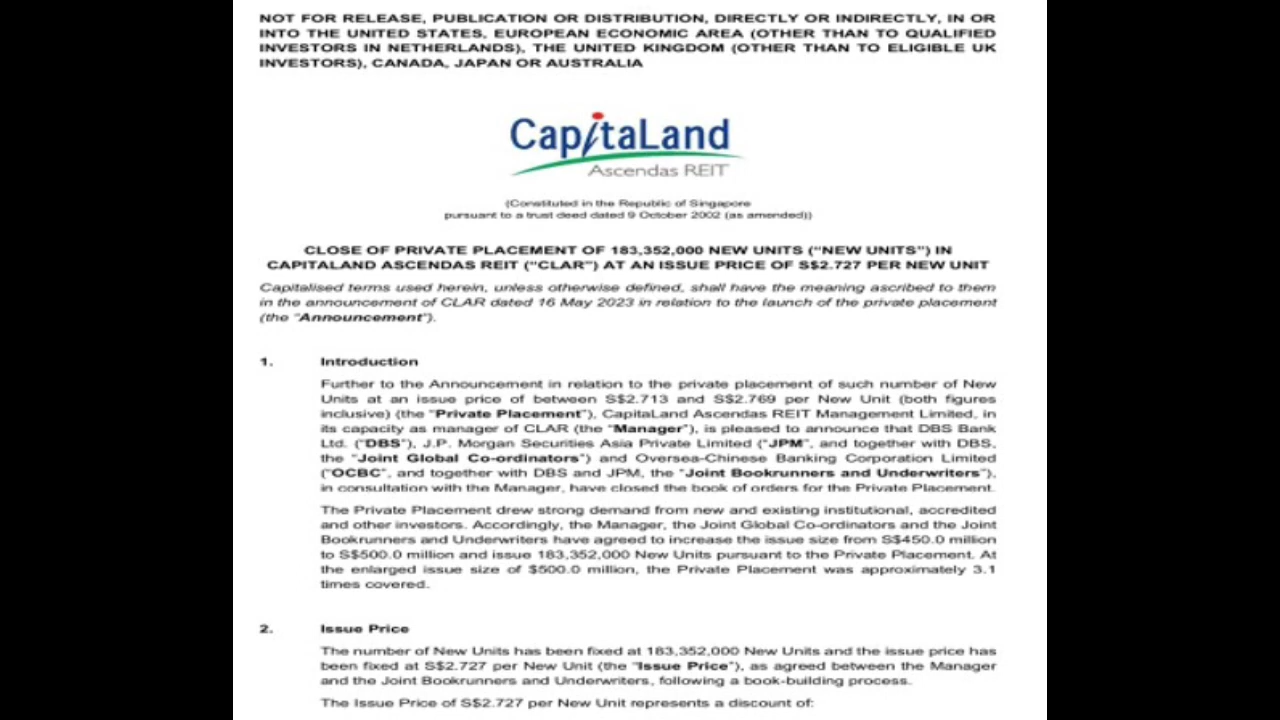 NOT FOR RELEASE, PUBLICATION OR DISTRIBUTION, DIRECTLY OR INDIRECTLY, IN OR
INTO THE UNITED STATES, EUROPEAN ECONOMIC AREA (OTHER THAN TO QUALIFIED
INVESTORS IN NETHERLANDS), THE UNITED KINGDOM (OTHER THAN TO ELIGIBLE UK
INVESTORS), CANADA, JAPAN OR AUSTRALIA
CapitaLand
Ascendas REIT
(Constituted in the Republic of Singapore
pursuant to a trust deed dated 9 October 2002 (as amended))
CLOSE OF PRIVATE PLACEMENT OF 183,352,000 NEW UNITS (“NEW UNITS”) IN
CAPITALAND ASCENDAS REIT (“CLAR”) AT AN ISSUE PRICE OF S$2.727 PER NEW UNIT
Capitalised terms used herein, unless otherwise defined, shall have the meaning ascribed to them
in the announcement of CLAR dated 16 May 2023 in relation to the launch of the private placement
(the “Announcement”).
1. Introduction
Further to the Announcement in relation to the private placement of such number of New
Units at an issue price of between S$2.713 and S$2.769 per New Unit (both figures
inclusive) (the “Private Placement”), CapitaLand Ascendas REIT Management Limited, in
its capacity as manager of CLAR (the “Manager”), is pleased to announce that DBS Bank
Ltd. (“DBS”), J.P. Morgan Securities Asia Private Limited (“JPM”, and together with DBS,
the “Joint Global Co-ordinators”) and Oversea-Chinese Banking Corporation Limited
(“OCBC”, and together with DBS and JPM, the “Joint Bookrunners and Underwriters”),
in consultation with the Manager, have closed the book of orders for the Private Placement.
The Private Placement drew strong demand from new and existing institutional, accredited
and other investors. Accordingly, the Manager, the Joint Global Co-ordinators and the Joint
Bookrunners and Underwriters have agreed to increase the issue size from S$450.0 million
to S$500.0 million and issue 183,352,000 New Units pursuant to the Private Placement. At
the enlarged issue size of $500.0 million, the Private Placement was approximately 3.1
times covered.
2. Issue Price
The number of New Units has been fixed at 183,352,000 New Units and the issue price has
been fixed at S$2.727 per New Unit (the “Issue Price”), as agreed between the Manager
and the Joint Bookrunners and Underwriters, following a book-building process.
The Issue Price of S$2.727 per New Unit represents a discount of: